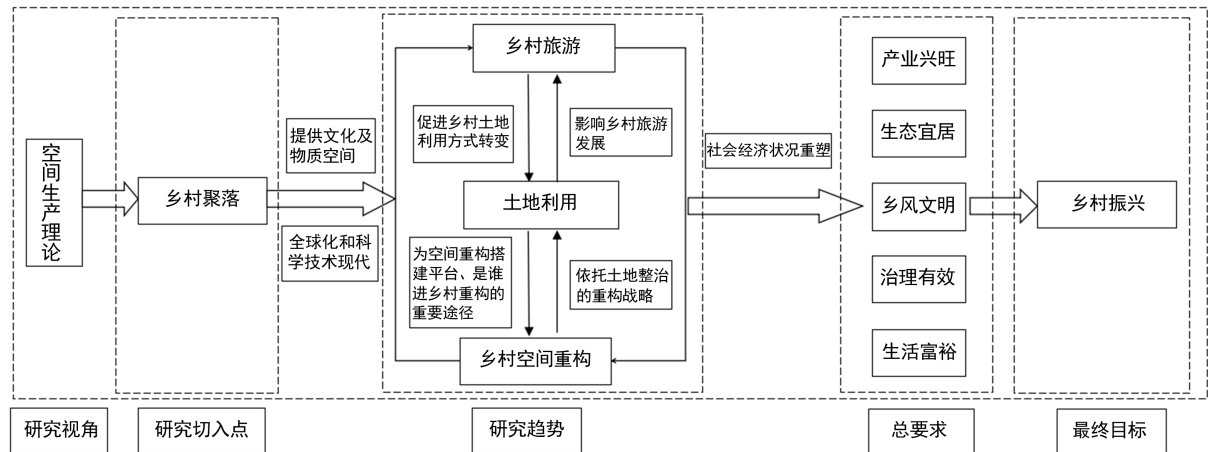 空间生产理论
乡村聚落
提供文化及
物质空间
全球化和科
学技术现代
乡村旅游
促进乡村土地
利用方式转变
影响乡村旅游
发展
土地利用
为空间重构搭
建平台、是谁
进乡村重构的
重要途径
依托土地整治
的重构战略
乡村空间重构
社会经济状况重塑
产业兴旺
生态宜居
乡风文明
治理有效
生活富裕
乡村振兴
研究视角
研究切入点
研究趋势
总要求
最终目标